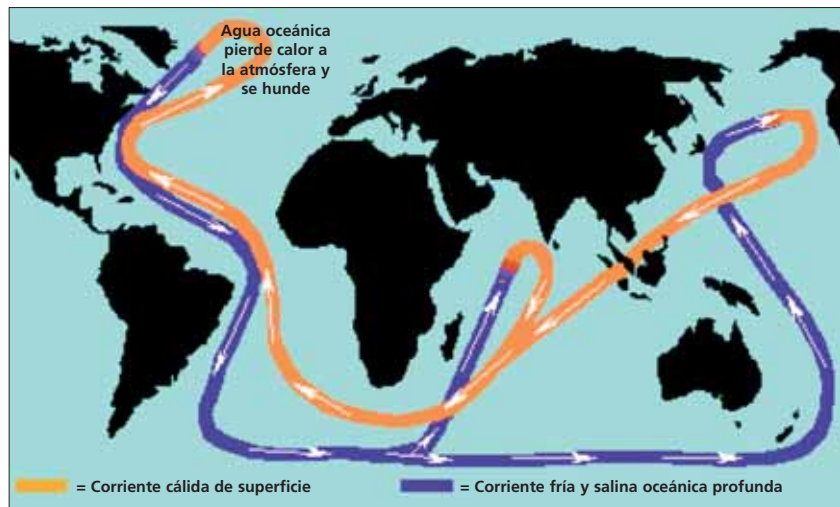 Agua oceánica
pierde calor a
la atmósfera y
se hunde
= Corriente cálida de superficie
= Corriente fría y salina oceánica profunda